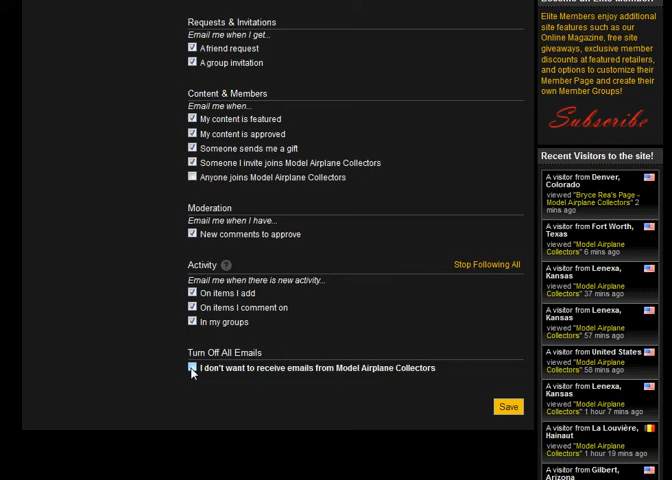 Requests & Invitations
Email me when I get...
A friend request
A group invitation
Content & Members
Email me when...
My content is featured
My content is approved
Someone sends me a gift
Someone I invite joins Model Airplane Collectors
Anyone joins Model Airplane Collectors
Moderation
Email me when I have...
New comments to approve
Activity ?
Stop Following All
Email me when there is new activity...
On items I add
On items I comment on
In my groups
Turn Off All Emails
I don't want to receive emails from Model Airplane Collectors
Save
Elite Members enjoy additional
site features such as our
Online Magazine, free site
giveaways, exclusive member
discounts at featured retailers,
and options to customize their
Member Page and create their
own Member Groups!
Subscribe
Recent Visitors to the site!
A visitor from Denver,
Colorado
viewed "Bryce Rea's Page -
Model Airplane Collectors" 2
mins ago
A visitor from Fort Worth,
Texas
viewed "Model Airplane
Collectors" 6 mins ago
A visitor from Lenexa,
Kansas
viewed "Model Airplane
Collectors" 37 mins ago
A visitor from Lenexa,
Kansas
viewed "Model Airplane
Collectors" 57 mins ago
A visitor from United States
viewed "Model Airplane
Collectors" 58 mins ago
A visitor from Lenexa,
Kansas
viewed "Model Airplane
Collectors" 1 hour 7 mins ago
A visitor from La Louvière,
Hainaut
viewed "Model Airplane
Collectors" 1 hour 19 mins ago
A visitor from Gilbert,
Arizona